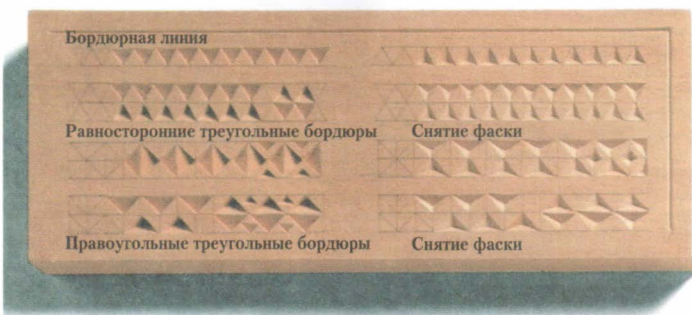 Бордюрная линия
Равносторонние треугольные бордюры
Снятие фаски
Правоугольные треугольные бордюры
Снятие фаски